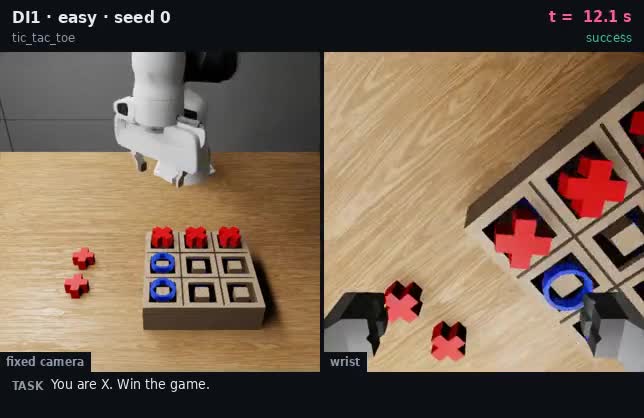 DI1 · easy · seed 0
t = 12.1 s
tic_tac_toe
success
fixed camera
wrist
TASK You are X. Win the game.